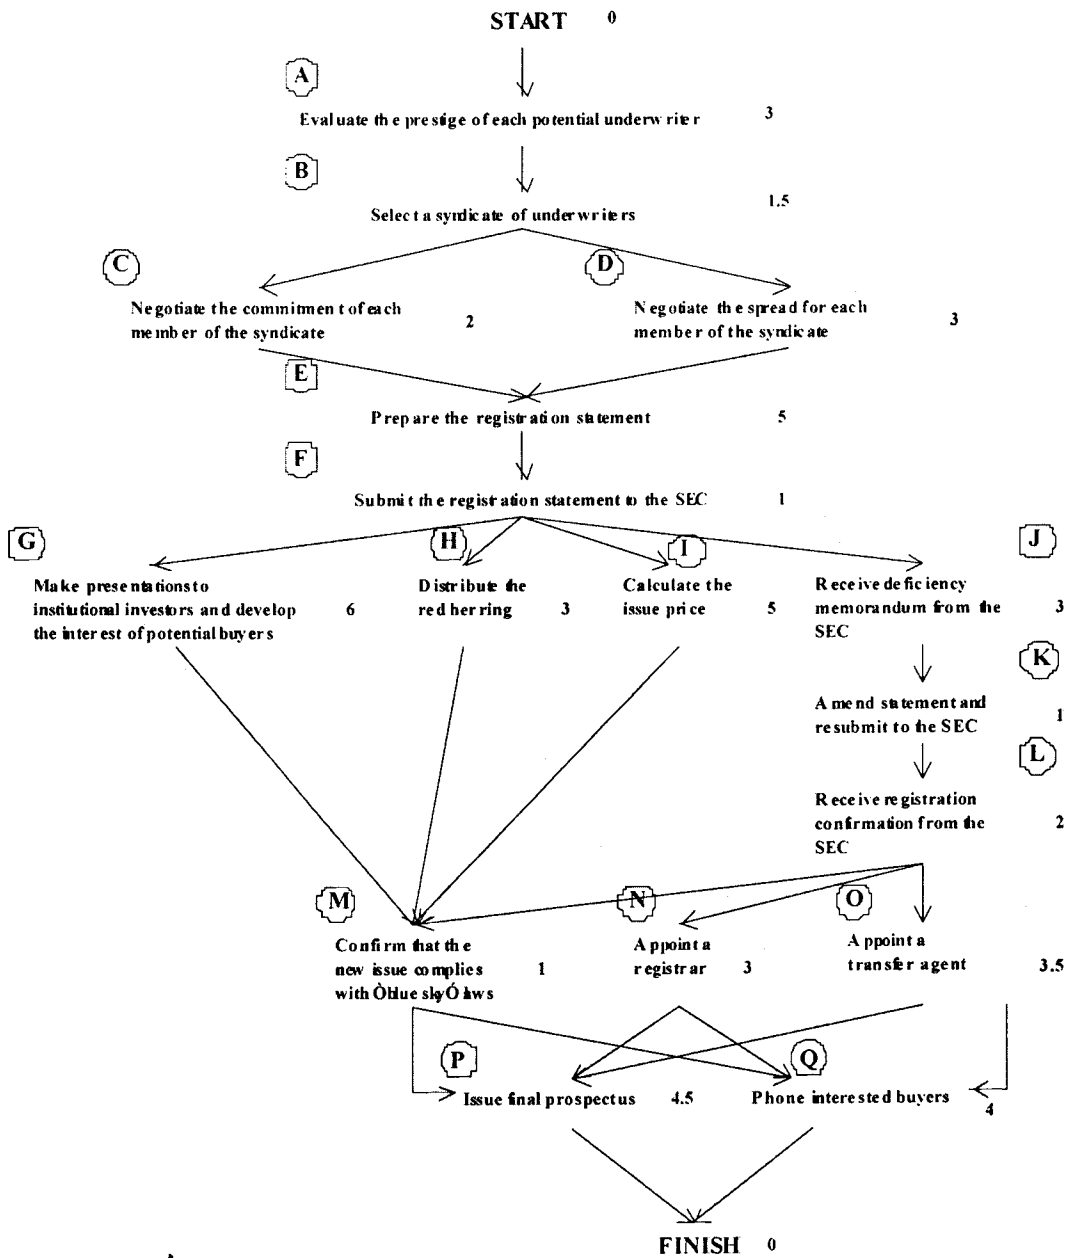 START 0
A
Evaluate the prestige of each potential underwriter 3
B
Select a syndicate of underwriters 1.5
C D
Negotiate the commitment of each Negotiate the spread for each
member of the syndicate 2 member of the syndicate 3
E
Prepare the registration statement 5
F
Submit the registration statement to the SEC 1
G H I J
Make presentations to Distribute the Calculate the Receive deficiency
institutional investors and develop 6 red herring 3 issue price 5 memorandum from the 3
the interest of potential buyers SEC
K
Amend statement and
resubmit to the SEC 1
L
Receive registration
confirmation from the 2
SEC
M N O
Confirm that the Appoint a Appoint a
new issue complies 1 registrar 3 transfer agent 3.5
with Òblue skyÓ laws
P Q
Issue final prospectus 4.5 Phone interested buyers 4
FINISH 0